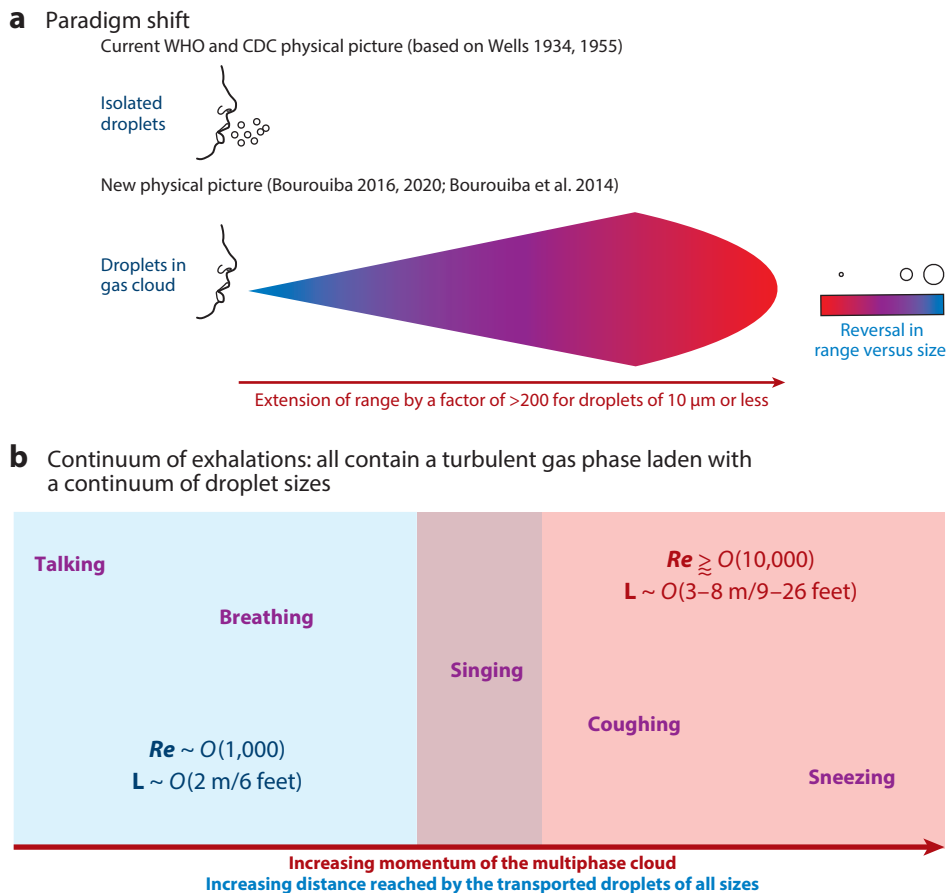 a Paradigm shift
Current WHO and CDC physical picture (based on Wells 1934, 1955)
Isolated
droplets
New physical picture (Bourouiba 2016, 2020; Bourouiba et al. 2014)
Droplets in
gas cloud
Reversal in
range versus size
Extension of range by a factor of >200 for droplets of 10 μm or less
b Continuum of exhalations: all contain a turbulent gas phase laden with
a continuum of droplet sizes
Talking
Breathing
Re ~ O(1,000)
L ~ O(2 m/6 feet)
Singing
Re ⪆ O(10,000)
L ~ O(3–8 m/9–26 feet)
Coughing
Sneezing
Increasing momentum of the multiphase cloud
Increasing distance reached by the transported droplets of all sizes